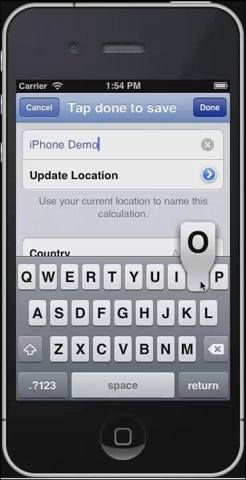 Carrier 1:54 PM
Cancel Tap done to save Done
iPhone Demo
Update Location
Use your current location to name this
calculation.
Country
O
Q W E R T Y U I P
A S D F G H J K L
Z X C V B N M
.?123 space return